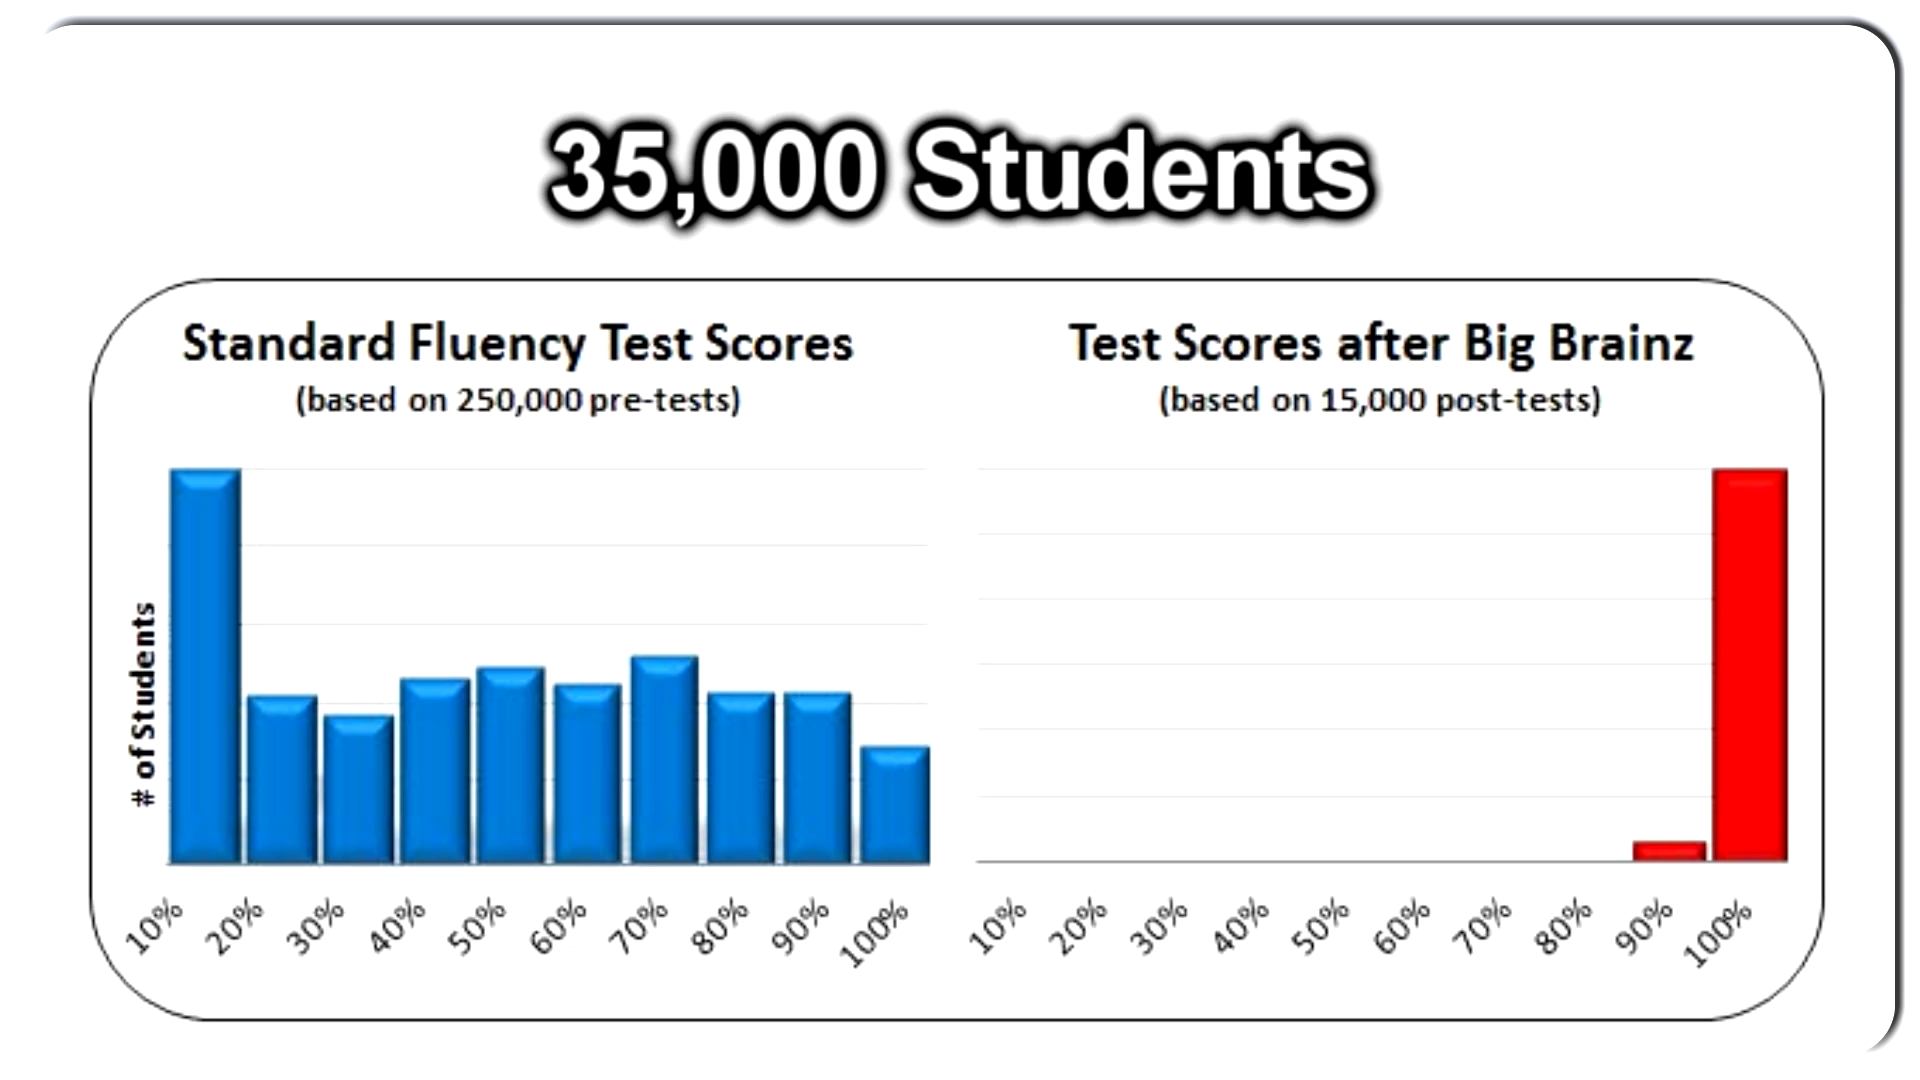 35,000 Students
Standard Fluency Test Scores
(based on 250,000 pre-tests)
# of Students
10% 20% 30% 40% 50% 60% 70% 80% 90% 100%
Test Scores after Big Brainz
(based on 15,000 post-tests)
10% 20% 30% 40% 50% 60% 70% 80% 90% 100%